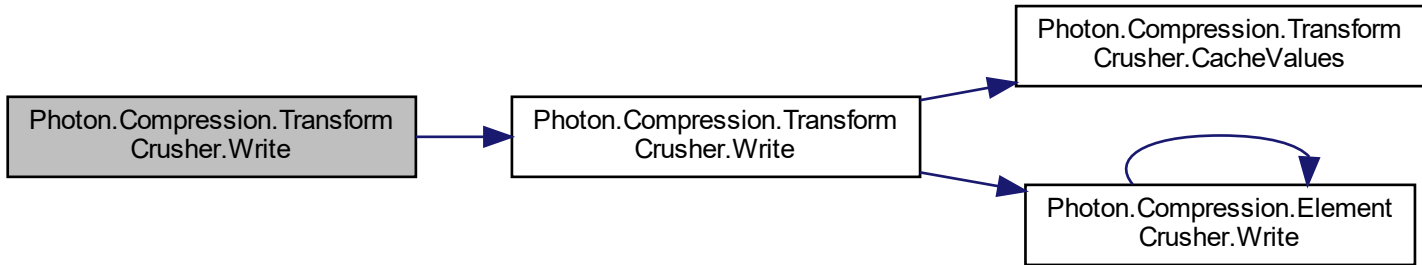 Photon.Compression.Transform
Crusher.Write
Photon.Compression.Transform
Crusher.Write
Photon.Compression.Transform
Crusher.CacheValues
Photon.Compression.Element
Crusher.Write